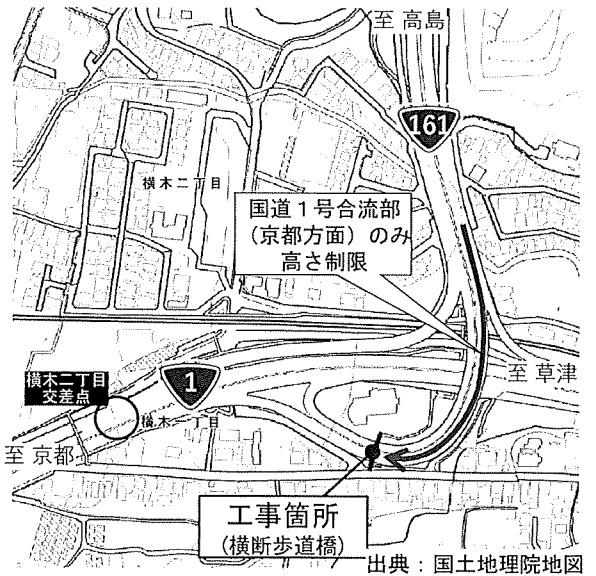 至 高島
161
横木二丁目
国道１号合流部
（京都方面）のみ
高さ制限
至 草津
1
横木二丁目
交差点
横木一丁目
至 京都
工事箇所
(横断歩道橋)
出典：国土地理院地図